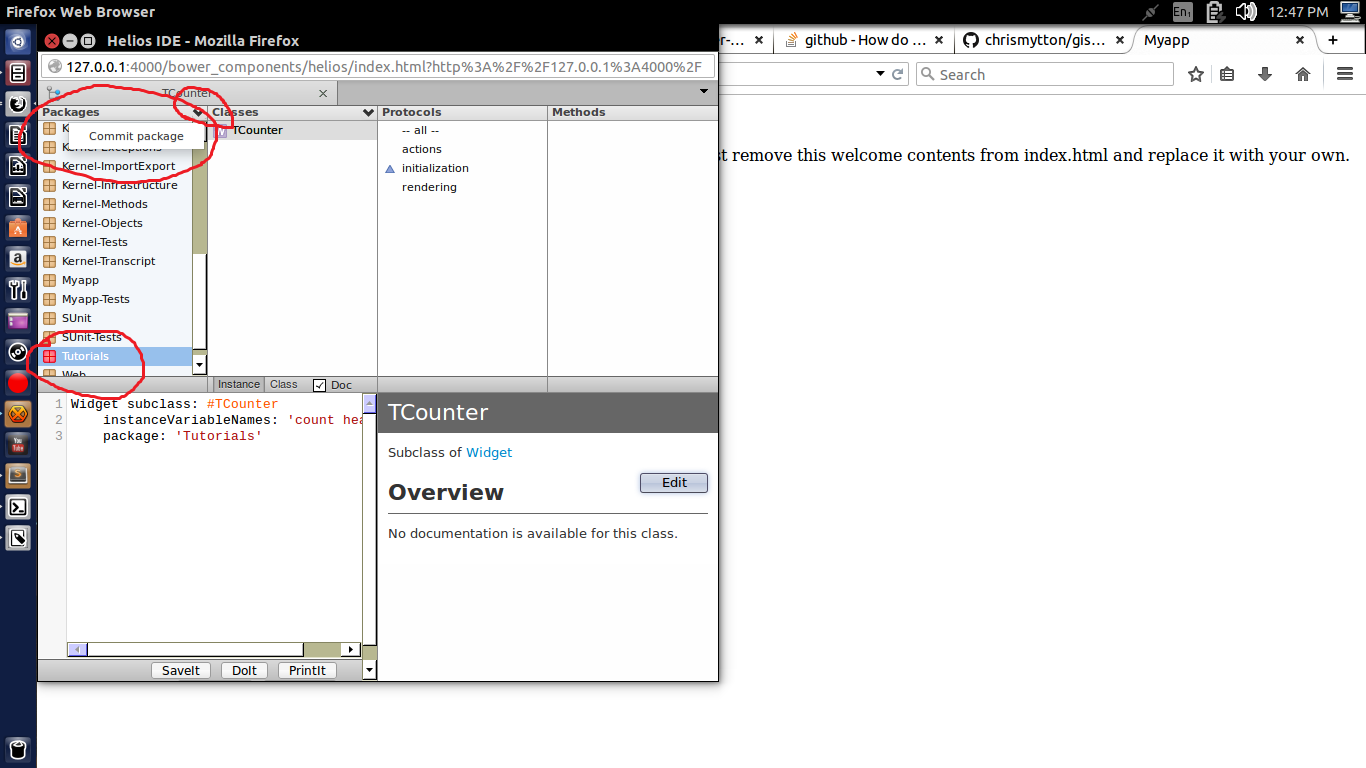 Firefox Web Browser
En1
12:47 PM
Helios IDE - Mozilla Firefox
r-...
github - How do ...
chrismytton/gis...
Myapp
127.0.0.1:4000/bower_components/helios/index.html?http%3A%2F%2F127.0.0.1%3A4000%2F
Search
TCounter
Packages
Classes
Protocols
Methods
Commit package
Kernel-Exceptions
Kernel-ImportExport
Kernel-Infrastructure
Kernel-Methods
Kernel-Objects
Kernel-Tests
Kernel-Transcript
Myapp
Myapp-Tests
SUnit
SUnit-Tests
Tutorials
Web
TCounter
-- all --
actions
initialization
rendering
t remove this welcome contents from index.html and replace it with your own.
Instance
Class
Doc
1 Widget subclass: #TCounter
2 instanceVariableNames: 'count hea
3 package: 'Tutorials'
TCounter
Subclass of Widget
Edit
Overview
No documentation is available for this class.
SaveIt
DoIt
PrintIt
You Tube